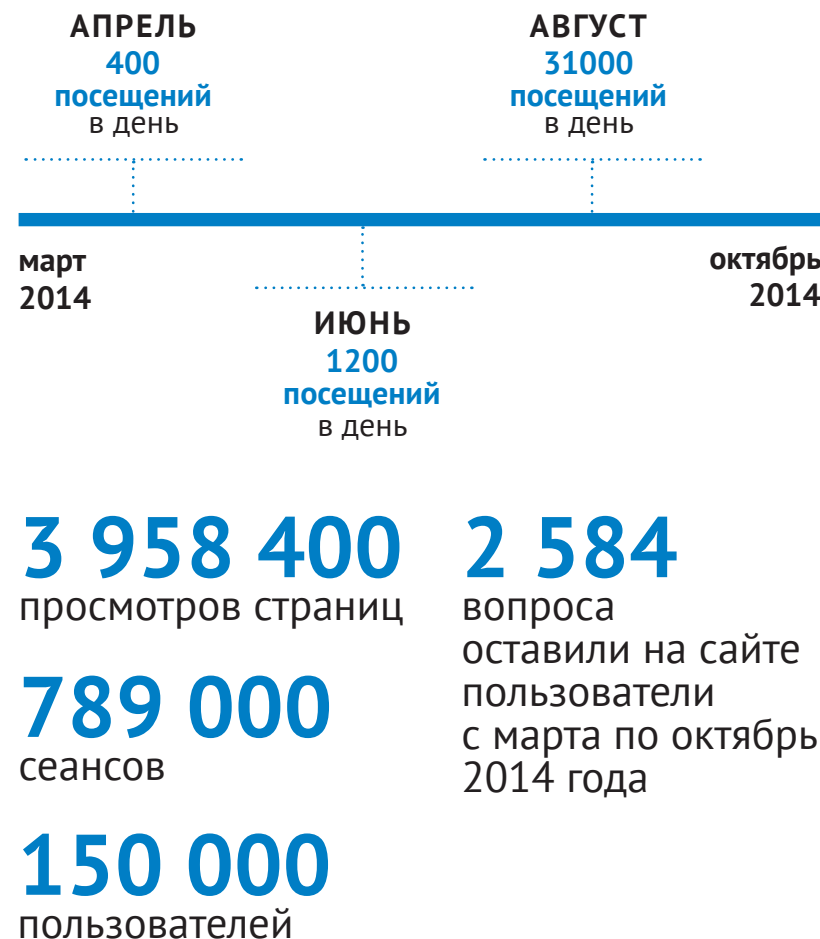 АПРЕЛЬ
400
посещений
в день
АВГУСТ
31000
посещений
в день
март
2014
октябрь
2014
ИЮНЬ
1200
посещений
в день
3 958 400
просмотров страниц
789 000
сеансов
150 000
пользователей
2 584
вопроса
оставили на сайте
пользователи
с марта по октябрь
2014 года